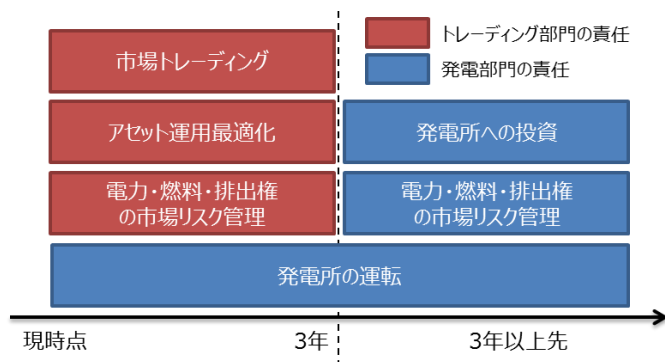 市場トレーディング
トレーディング部門の責任
発電部門の責任
アセット運用最適化
発電所への投資
電力・燃料・排出権
の市場リスク管理
電力・燃料・排出権
の市場リスク管理
発電所の運転
現時点
3年
3年以上先